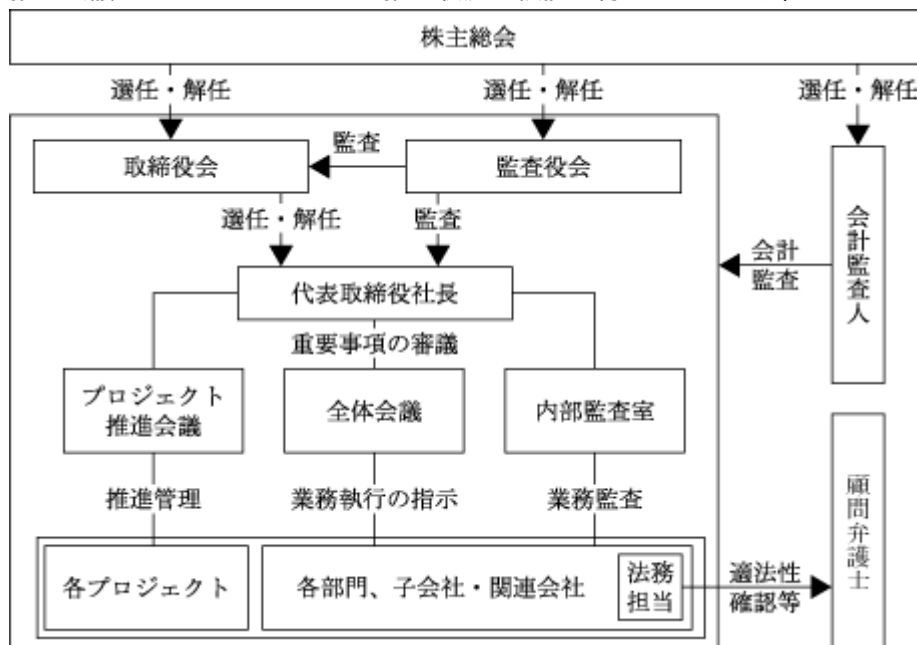 株主総会
選任・解任
選任・解任
選任・解任
取締役会
監査
監査役会
選任・解任
監査
会計監査人
会計
監査
代表取締役社長
重要事項の審議
プロジェクト
推進会議
全体会議
内部監査室
推進管理
業務執行の指示
業務監査
顧問弁護士
各プロジェクト
各部門、子会社・関連会社
法務
担当
適法性
確認等